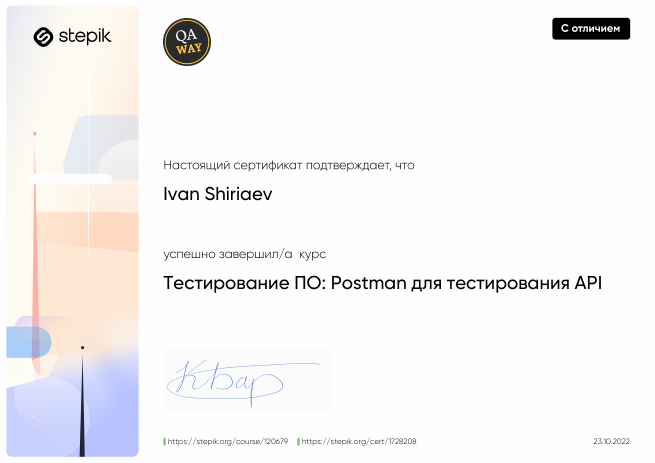 stepik
QA
WAY
С отличием
Настоящий сертификат подтверждает, что
Ivan Shiriaev
успешно завершил/а курс
Тестирование ПО: Postman для тестирования API
https://stepik.org/course/120679 https://stepik.org/cert/1728208
23.10.2022